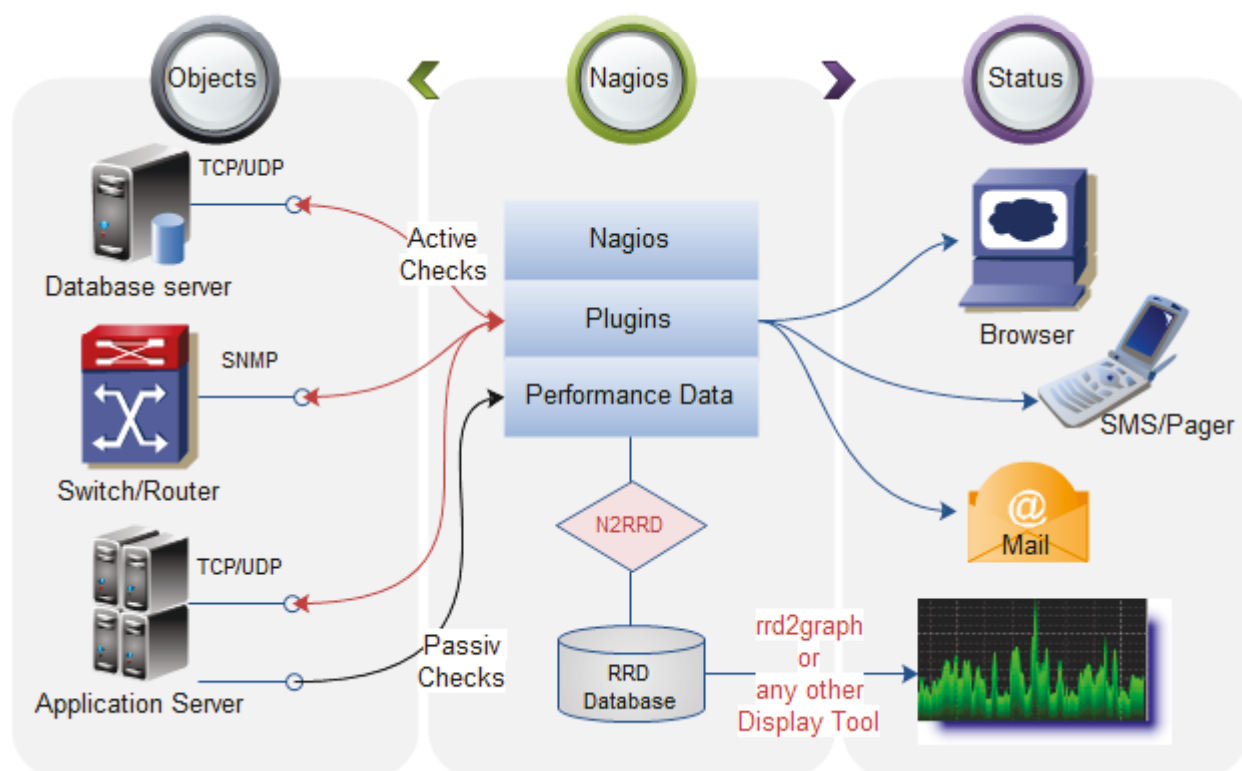 Objects
Nagios
Status
TCP/UDP
Database server
SNMP
Switch/Router
TCP/UDP
Application Server
Active
Checks
Passiv
Checks
Nagios
Plugins
Performance Data
N2RRD
RRD
Database
rrd2graph
or
any other
Display Tool
Browser
SMS/Pager
@
Mail